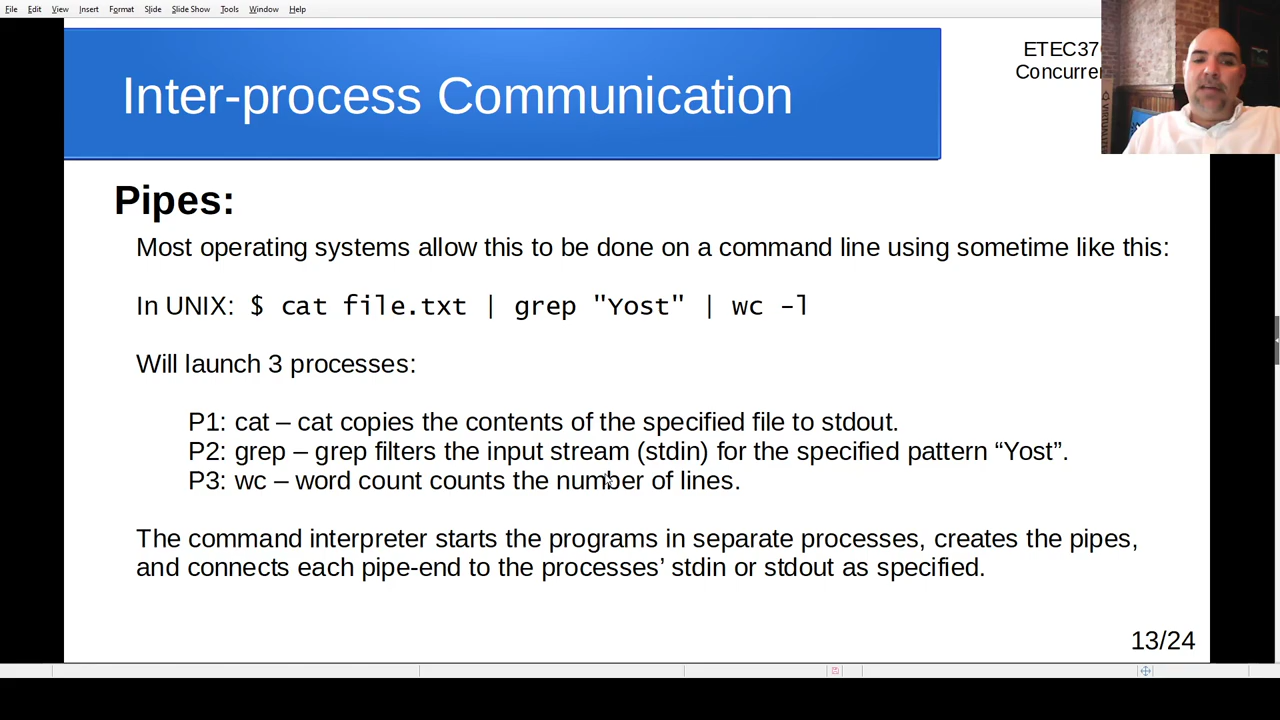 File Edit View Insert Format Slide Slide Show Tools Window Help
Inter-process Communication
ETEC37
Concurren
Pipes:
Most operating systems allow this to be done on a command line using sometime like this:
In UNIX: $ cat file.txt | grep "Yost" | wc -l
Will launch 3 processes:
P1: cat – cat copies the contents of the specified file to stdout.
P2: grep – grep filters the input stream (stdin) for the specified pattern “Yost”.
P3: wc – word count counts the number of lines.
The command interpreter starts the programs in separate processes, creates the pipes,
and connects each pipe-end to the processes’ stdin or stdout as specified.
13/24